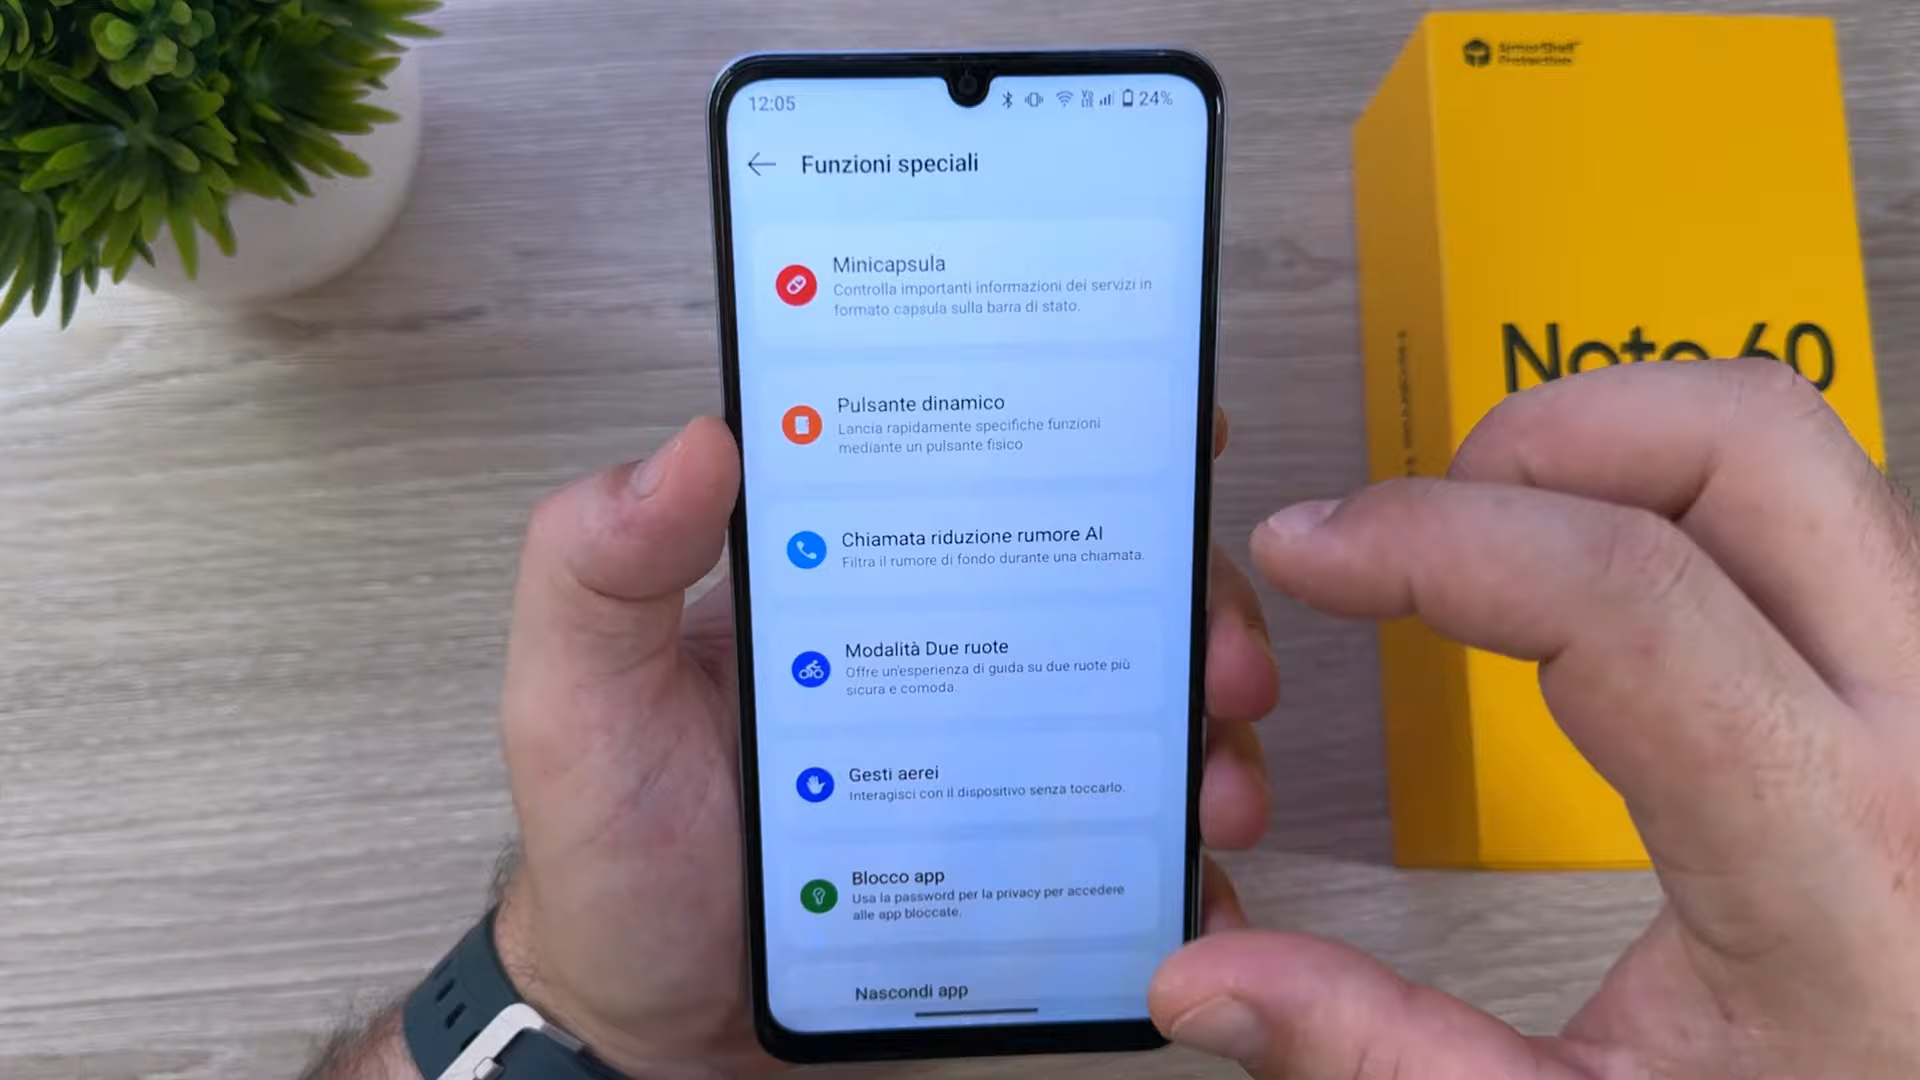 12:05
24%
Funzioni speciali
Minicapsula
Controlla importanti informazioni dei servizi in
formato capsula sulla barra di stato.
Pulsante dinamico
Lancia rapidamente specifiche funzioni
mediante un pulsante fisico
Chiamata riduzione rumore AI
Filtra il rumore di fondo durante una chiamata.
Modalità Due ruote
Offre un'esperienza di guida su due ruote più
sicura e comoda.
Gesti aerei
Interagisci con il dispositivo senza toccarlo.
Blocco app
Usa la password per la privacy per accedere
alle app bloccate.
Nascondi app
ArmorShell
Protection
Note 60